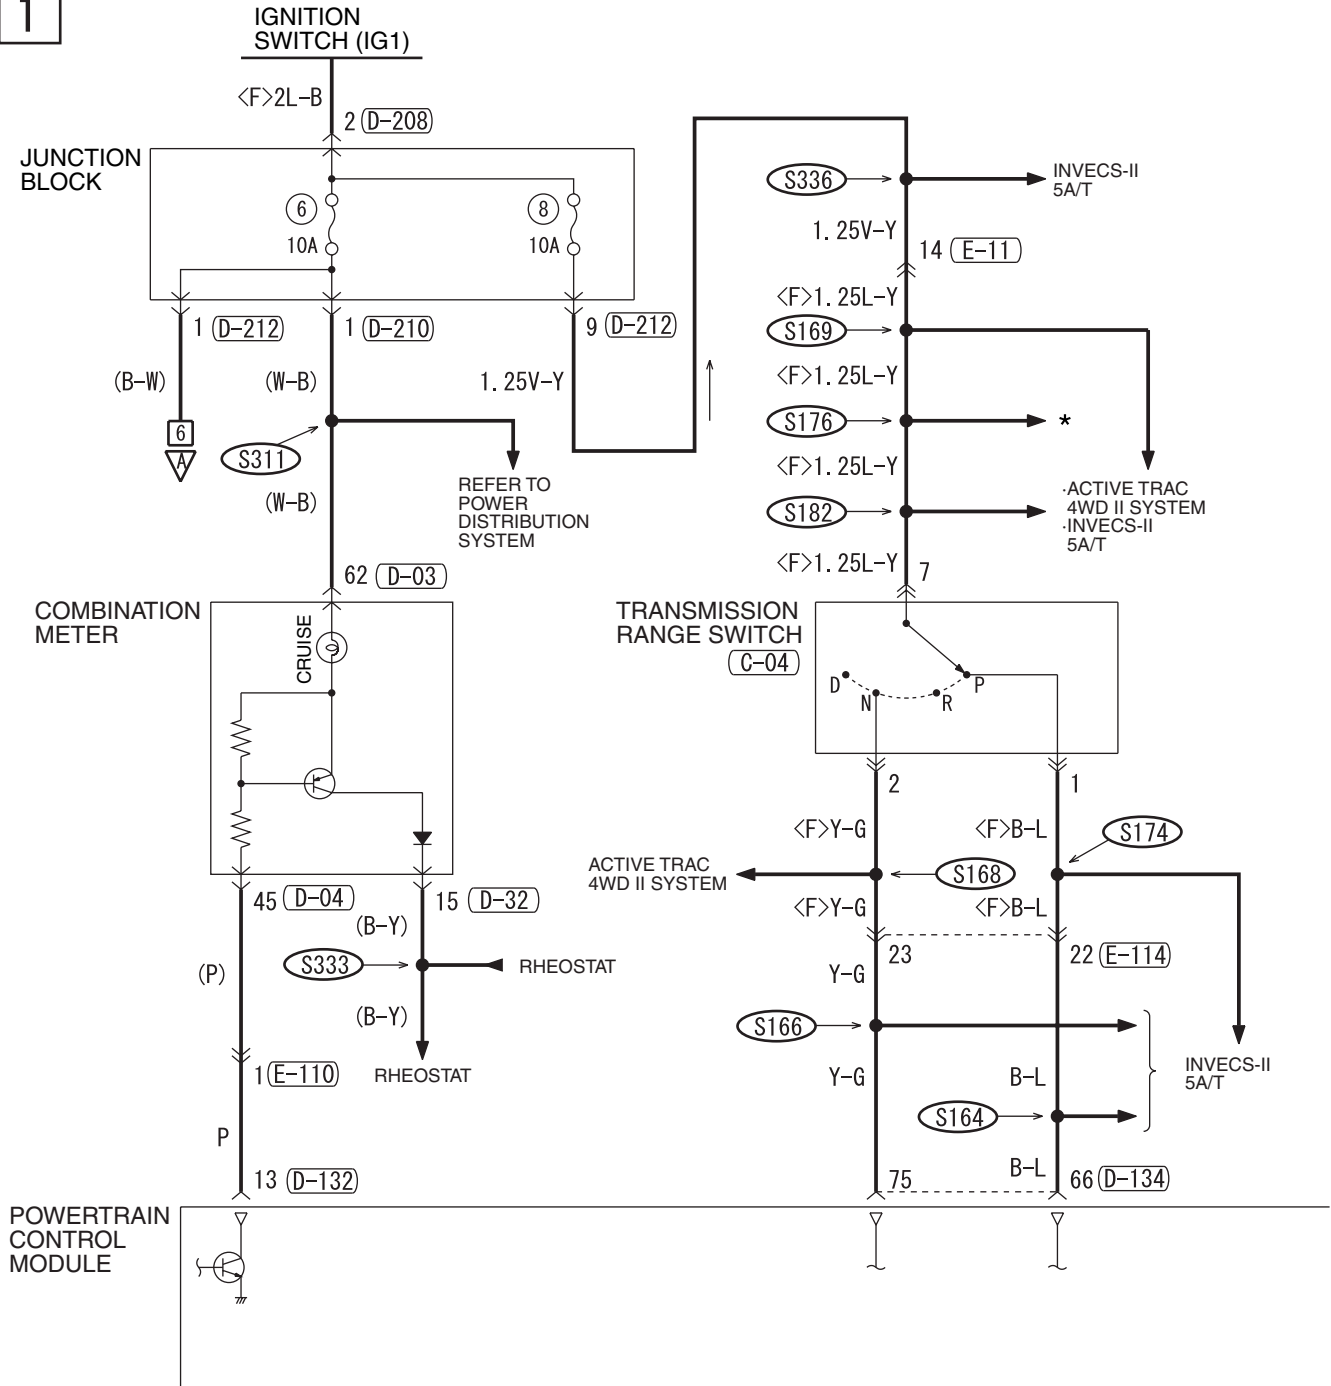 1
IGNITION
SWITCH (IG1)
<F>2L-B
2 D-208
JUNCTION
BLOCK
6
10A
8
10A
1 D-212
1 D-210
9 D-212
(B-W)
(W-B)
1.25V-Y
6
A
S311
(W-B)
REFER TO
POWER
DISTRIBUTION
SYSTEM
S336
INVECS-II
5A/T
1.25V-Y
14 E-11
<F>1.25L-Y
S169
<F>1.25L-Y
S176
*
<F>1.25L-Y
S182
·ACTIVE TRAC
4WD II SYSTEM
·INVECS-II
5A/T
<F>1.25L-Y
7
62 D-03
COMBINATION
METER
CRUISE
TRANSMISSION
RANGE SWITCH
C-04
D
N
R
P
2
1
<F>Y-G
<F>B-L
S174
ACTIVE TRAC
4WD II SYSTEM
S168
<F>Y-G
<F>B-L
45 D-04
15 D-32
(B-Y)
23
22 E-114
(P)
S333
RHEOSTAT
Y-G
(B-Y)
S166
1 E-110
RHEOSTAT
Y-G
B-L
INVECS-II
5A/T
S164
P
B-L
13 D-132
75
66 D-134
POWERTRAIN
CONTROL
MODULE